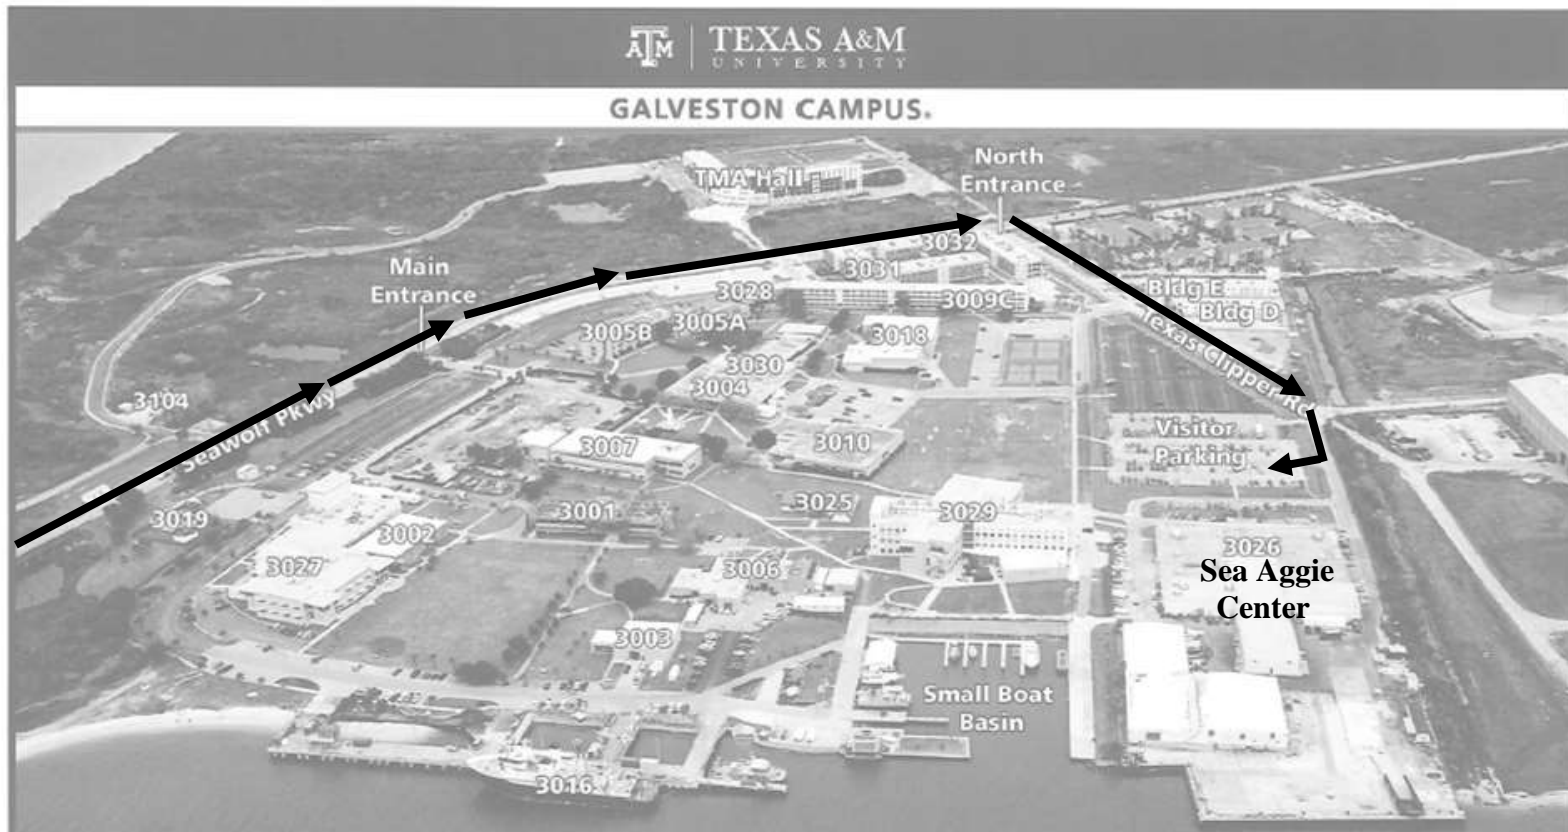 ATM TEXAS A&M
UNIVERSITY
GALVESTON CAMPUS.
North
Entrance
TMA Hall
3032
Main
Entrance
3031
3028
3009C
Bldg E
Bldg D
3005B
3005A
3018
Texas Clipper Rd
3030
3004
3104
Seawolf Pkwy
3007
3010
Visitor
Parking
3019
3001
3025
3029
3002
3027
3006
3026
Sea Aggie
Center
3003
Small Boat
Basin
3016